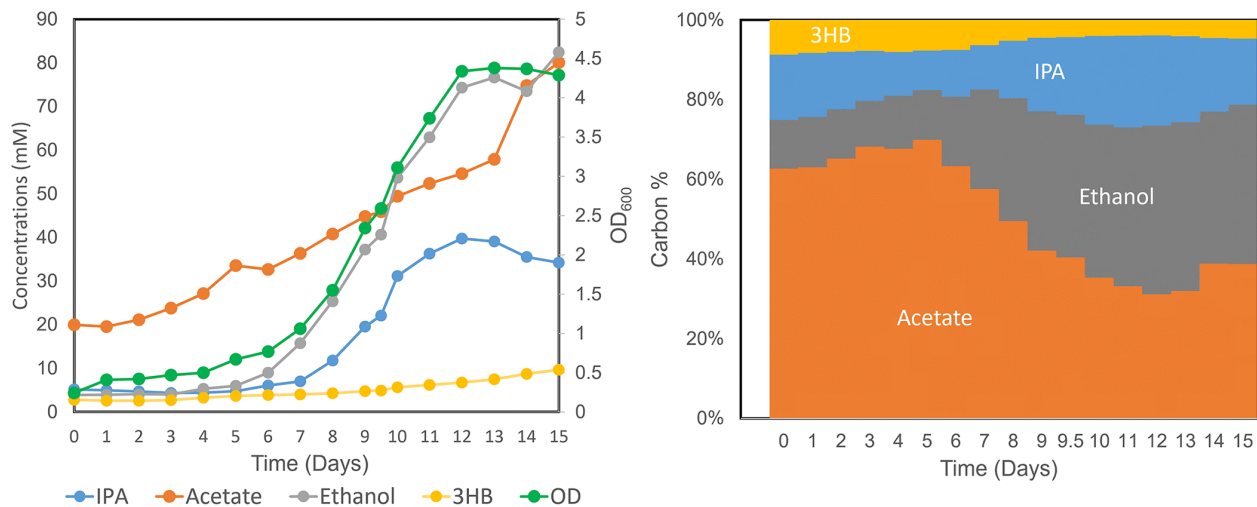 90
80
70
60
50
40
30
20
10
0
Concentrations (mM)
5
4.5
4
3.5
3
2.5
2
1.5
1
0.5
0
OD600
0 1 2 3 4 5 6 7 8 9 10 11 12 13 14 15
Time (Days)
IPA Acetate Ethanol 3HB OD
100%
80%
60%
40%
20%
0%
Carbon %
3HB
IPA
Ethanol
Acetate
0 1 2 3 4 5 6 7 8 9 9.5 10 11 12 13 14 15
Time (Days)